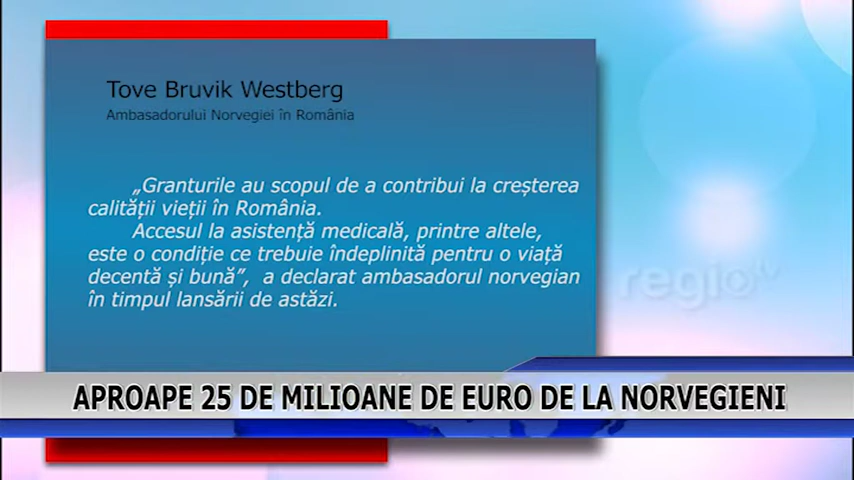 Tove Bruvik Westberg
Ambasadorului Norvegiei în România
„Granturile au scopul de a contribui la creșterea
calității vieții în România.
Accesul la asistență medicală, printre altele,
este o condiție ce trebuie îndeplinită pentru o viață
decentă și bună”, a declarat ambasadorul norvegian
în timpul lansării de astăzi.
regio tv
APROAPE 25 DE MILIOANE DE EURO DE LA NORVEGIENI